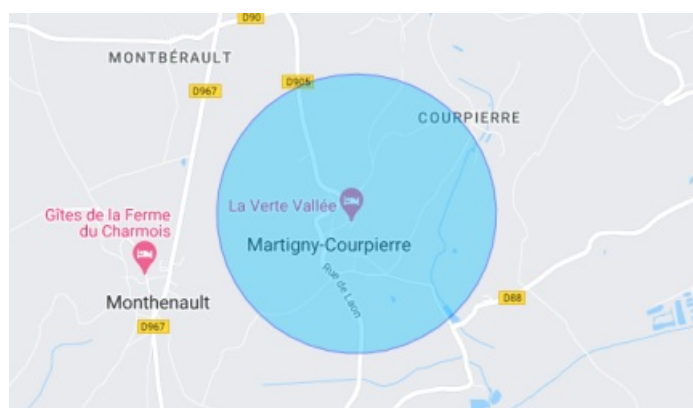 D90
MONTBÉRAULT
D905
D967
COURPIERRE
La Verte Vallée
Gîtes de la Ferme
du Charmois
Martigny-Courpierre
Rue de Laon
Monthenault
D88
D967